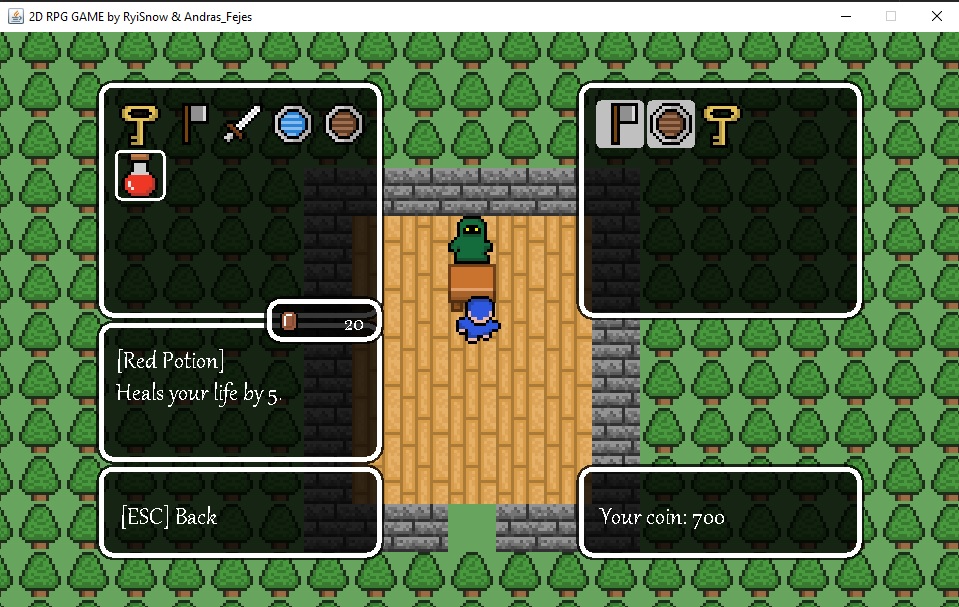 2D RPG GAME by RyiSnow & Andras_Fejes
20
[Red Potion]
Heals your life by 5.
[ESC] Back
Your coin: 700